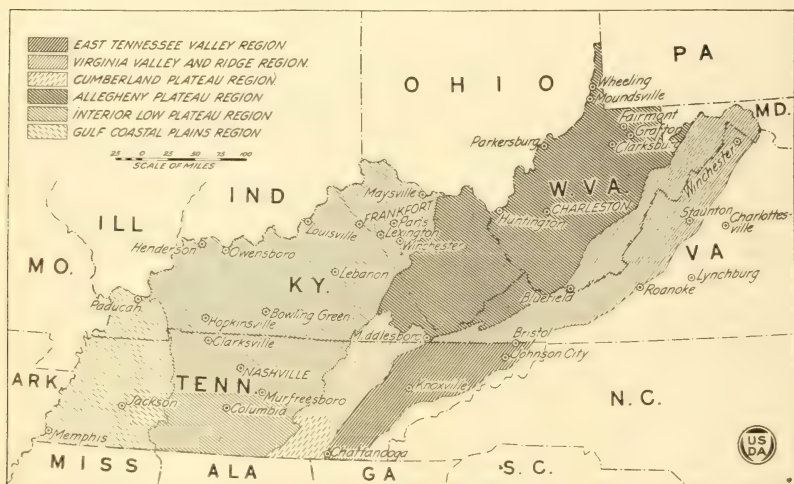 EAST TENNESSEE VALLEY REGION
VIRGINIA VALLEY AND RIDGE REGION.
CUMBERLAND PLATEAU REGION.
ALLEGHENY PLATEAU REGION
INTERIOR LOW PLATEAU REGION
GULF COASTAL PLAINS REGION
25 0 25 50 75 100
SCALE OF MILES
OHIO
PA
Wheeling
Moundsville
Fairmont
MD.
Grafton
Parkersburg
Clarksburg
Winchester
IND
Maysville
W. VA.
ILL
FRANKFORT
Paris
Huntington
CHARLESTON
Staunton
Louisville
Lexington
Charlottes-
ville
Henderson
Owensboro
Winchester
VA
MO.
Lebanon
Lynchburg
KY.
Bluefield
Roanoke
Paducah
Bowling Green
Hopkinsville
Middlesboro
Bristol
Clarksville
Johnson City
NASHVILLE
ARK
TENN.
Knoxville
Murfreesboro
N.C.
Jackson
Columbia
Memphis
Chattanooga
US
DA
MISS
ALA
GA
S.C.